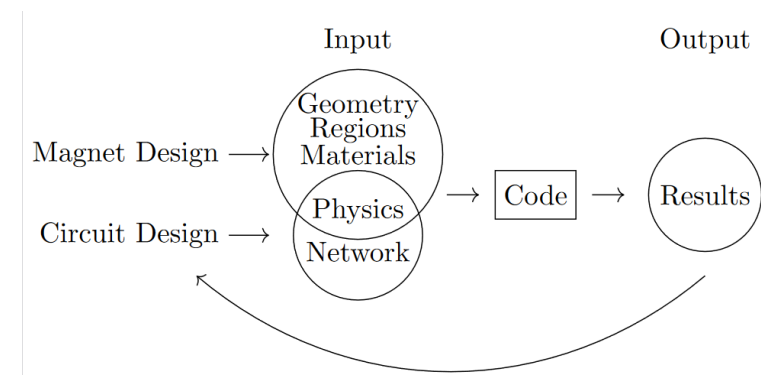 Input
Output
Geometry
Regions
Materials
Magnet Design
Physics
Code
Results
Circuit Design
Network